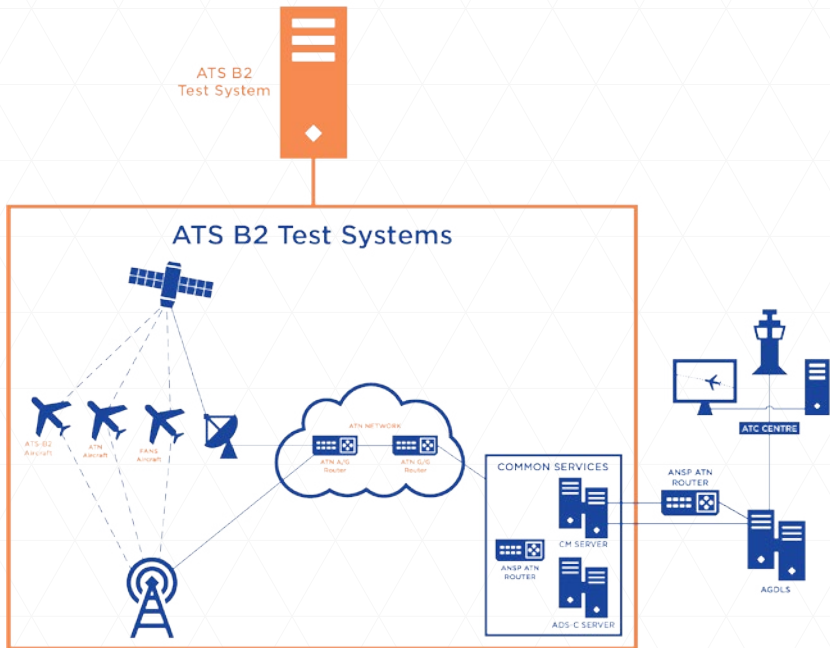 ATS B2
Test System
ATS B2 Test Systems
ATS B2
Aircraft
ATN
Aircraft
FANS
Aircraft
ATN NETWORK
ATN A/G
Router
ATN G/G
Router
COMMON SERVICES
CM SERVER
ANSP ATN
ROUTER
ADS-C SERVER
ANSP ATN
ROUTER
ATC CENTRE
AGDLS